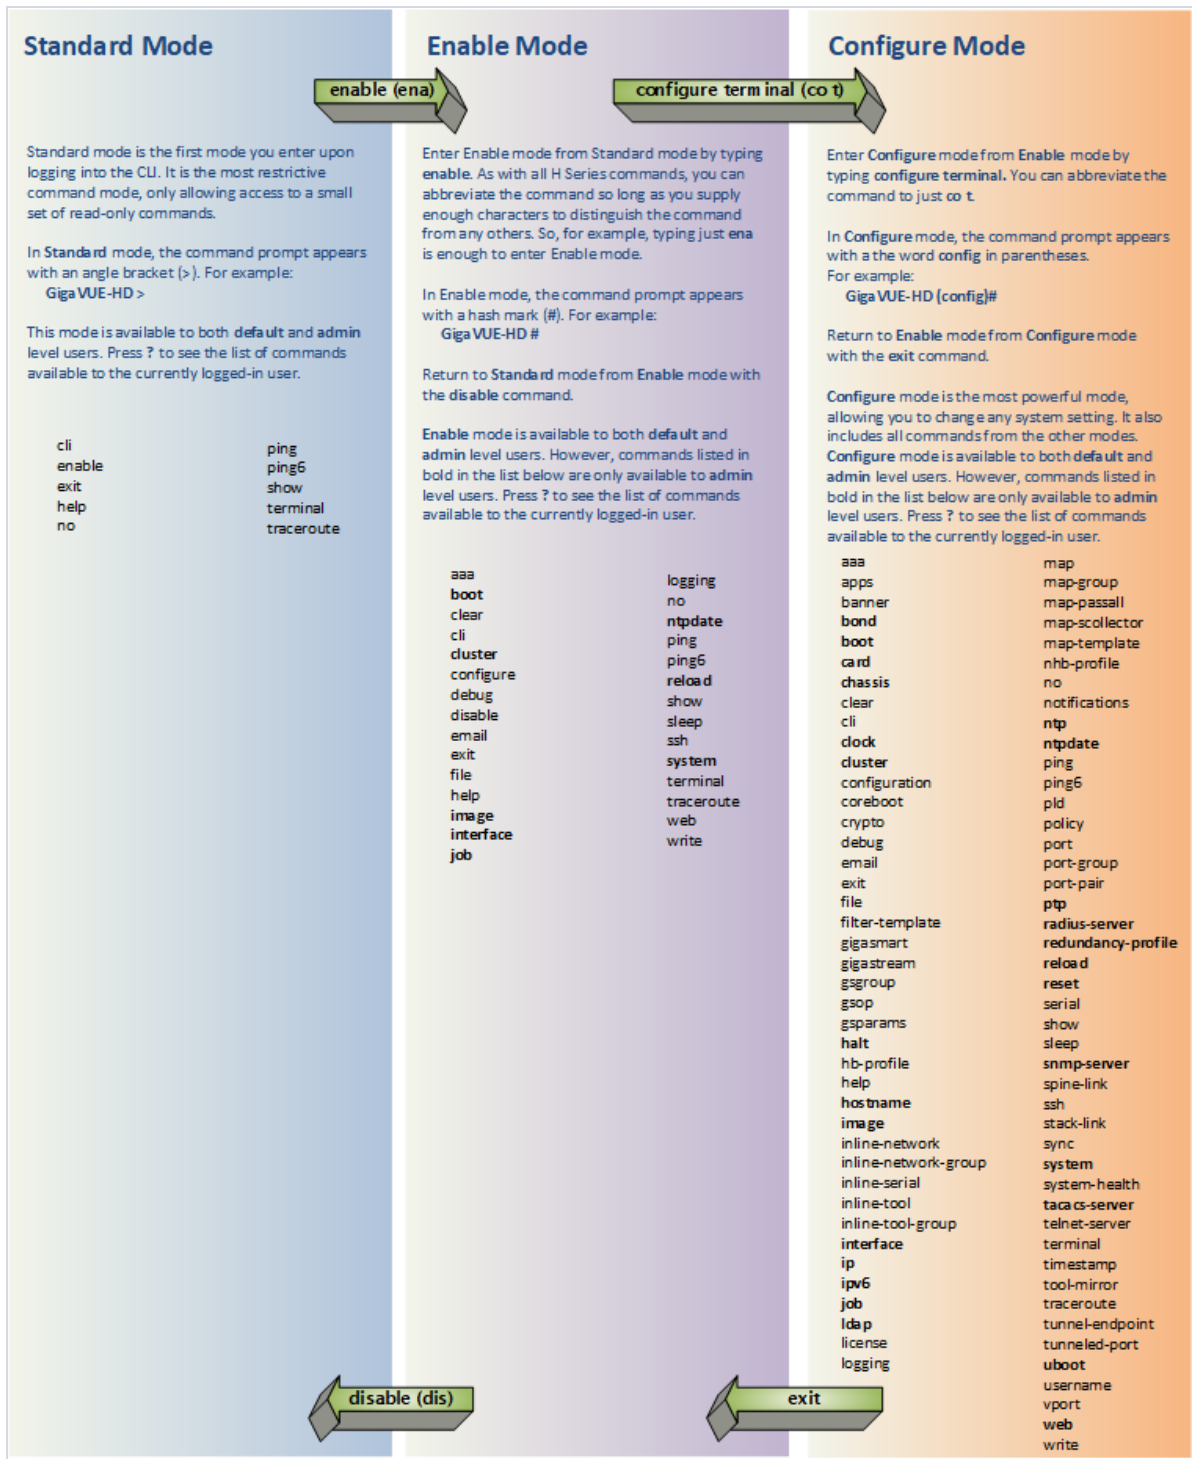 Standard Mode
enable (ena)
Standard mode is the first mode you enter upon
logging into the CLI. It is the most restrictive
command mode, only allowing access to a small
set of read-only commands.
In Standard mode, the command prompt appears
with an angle bracket (>). For example:
GigaVUE-HD >
This mode is available to both default and admin
level users. Press ? to see the list of commands
available to the currently logged-in user.
cli
enable
exit
help
no
ping
ping6
show
terminal
traceroute
Enable Mode
configure terminal (co t)
Enter Enable mode from Standard mode by typing
enable. As with all H Series commands, you can
abbreviate the command so long as you supply
enough characters to distinguish the command
from any others. So, for example, typing just ena
is enough to enter Enable mode.
In Enable mode, the command prompt appears
with a hash mark (#). For example:
GigaVUE-HD #
Return to Standard mode from Enable mode with
the disable command.
Enable mode is available to both default and
admin level users. However, commands listed in
bold in the list below are only available to admin
level users. Press ? to see the list of commands
available to the currently logged-in user.
aaa
boot
clear
cli
cluster
configure
debug
disable
email
exit
file
help
image
interface
job
logging
no
ntpdate
ping
ping6
reload
show
sleep
ssh
system
terminal
traceroute
web
write
disable (dis)
Configure Mode
Enter Configure mode from Enable mode by
typing configure terminal. You can abbreviate the
command to just co t.
In Configure mode, the command prompt appears
with a the word config in parentheses.
For example:
GigaVUE-HD (config)#
Return to Enable mode from Configure mode
with the exit command.
Configure mode is the most powerful mode,
allowing you to change any system setting. It also
includes all commands from the other modes.
Configure mode is available to both default and
admin level users. However, commands listed in
bold in the list below are only available to admin
level users. Press ? to see the list of commands
available to the currently logged-in user.
aaa
apps
banner
bond
boot
card
chassis
clear
cli
clock
cluster
configuration
coreboot
crypto
debug
email
exit
file
filter-template
gigasmart
gigastream
gsgroup
gsop
gsparams
halt
hb-profile
help
hostname
image
inline-network
inline-network-group
inline-serial
inline-tool
inline-tool-group
interface
ip
ipv6
job
ldap
license
logging
map
map-group
map-passall
map-scollector
map-template
nhb-profile
no
notifications
ntp
ntpdate
ping
ping6
pld
policy
port
port-group
port-pair
ptp
radius-server
redundancy-profile
reload
reset
serial
show
sleep
snmp-server
spine-link
ssh
stack-link
sync
system
system-health
tacacs-server
telnet-server
terminal
timestamp
tool-mirror
traceroute
tunnel-endpoint
tunneled-port
uboot
username
vport
web
write
exit